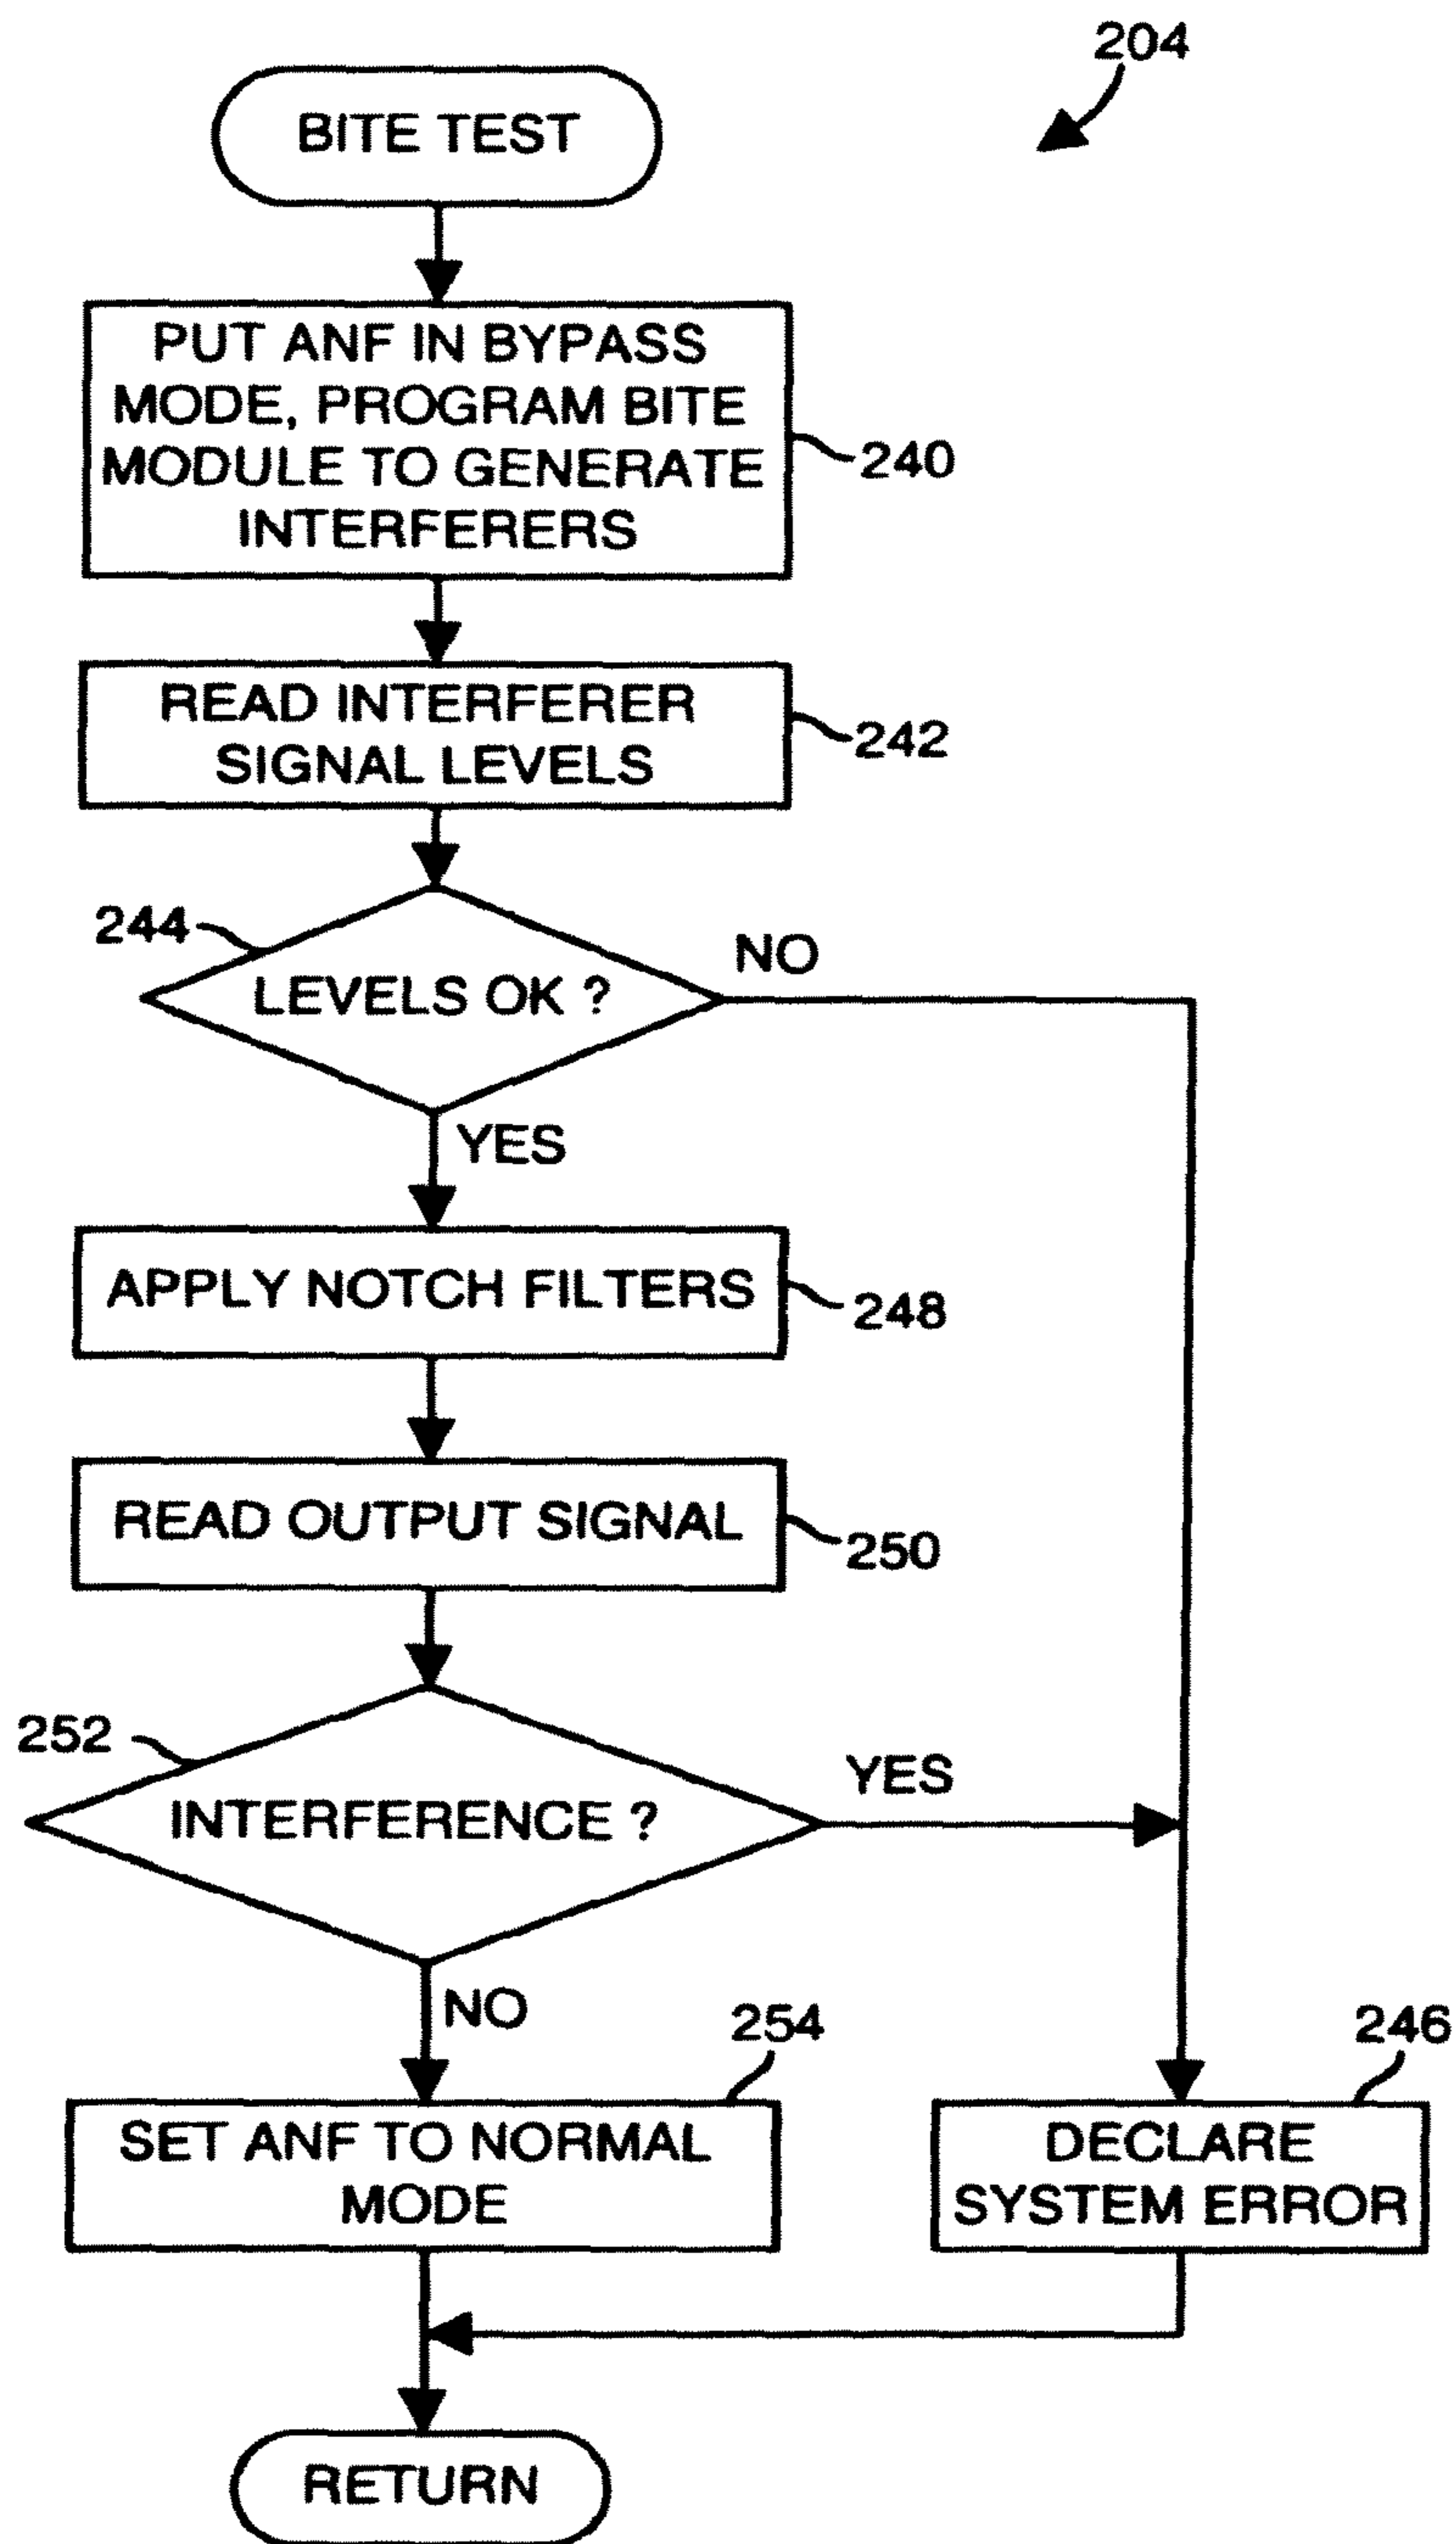 204
BITE TEST
PUT ANF IN BYPASS
MODE, PROGRAM BITE
MODULE TO GENERATE
INTERFERERS
240
READ INTERFERER
SIGNAL LEVELS
242
244
LEVELS OK ?
NO
YES
APPLY NOTCH FILTERS
248
READ OUTPUT SIGNAL
250
252
INTERFERENCE ?
YES
NO
254
SET ANF TO NORMAL
MODE
246
DECLARE
SYSTEM ERROR
RETURN